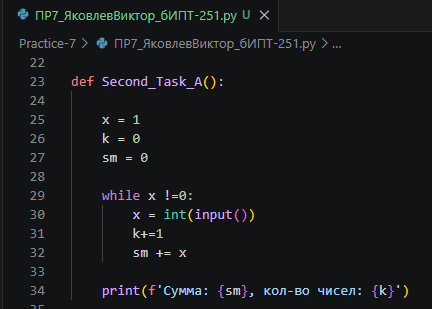 ПР7_ЯковлевВиктор_бИПТ-251.py U X
Practice-7 > ПР7_ЯковлевВиктор_бИПТ-251.py > ...
22
23 def Second_Task_A():
24
25     x = 1
26     k = 0
27     sm = 0
28
29     while x !=0:
30         x = int(input())
31         k+=1
32         sm += x
33
34     print(f'Сумма: {sm}, кол-во чисел: {k}')